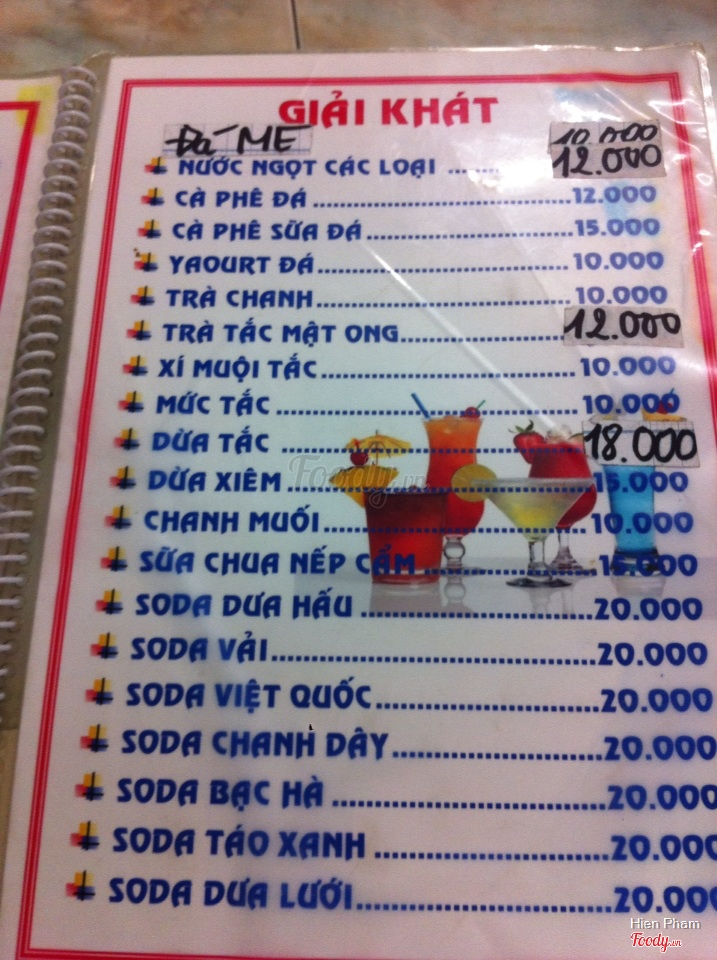 GIẢI KHÁT
Đá ME 10.000
NƯỚC NGỌT CÁC LOẠI ...... 12.000
CÀ PHÊ ĐÁ ...... 12.000
CÀ PHÊ SỮA ĐÁ ...... 15.000
YAOURT ĐÁ ...... 10.000
TRÀ CHANH ...... 10.000
TRÀ TẮC MẬT ONG ...... 12.000
XÍ MUỘI TẮC ...... 10.000
MỨC TẮC ...... 10.000
DỪA TẮC ...... 18.000
DỪA XIÊM ...... 15.000
CHANH MUỐI ...... 10.000
SỮA CHUA NẾP CẨM ...... 15.000
SODA DƯA HẤU ...... 20.000
SODA VẢI ...... 20.000
SODA VIỆT QUỐC ...... 20.000
SODA CHANH DÂY ...... 20.000
SODA BẠC HÀ ...... 20.000
SODA TÁO XANH ...... 20.000
SODA DƯA LƯỚI ...... 20.000
Foody.vn
Hien Pham
Foody.vn